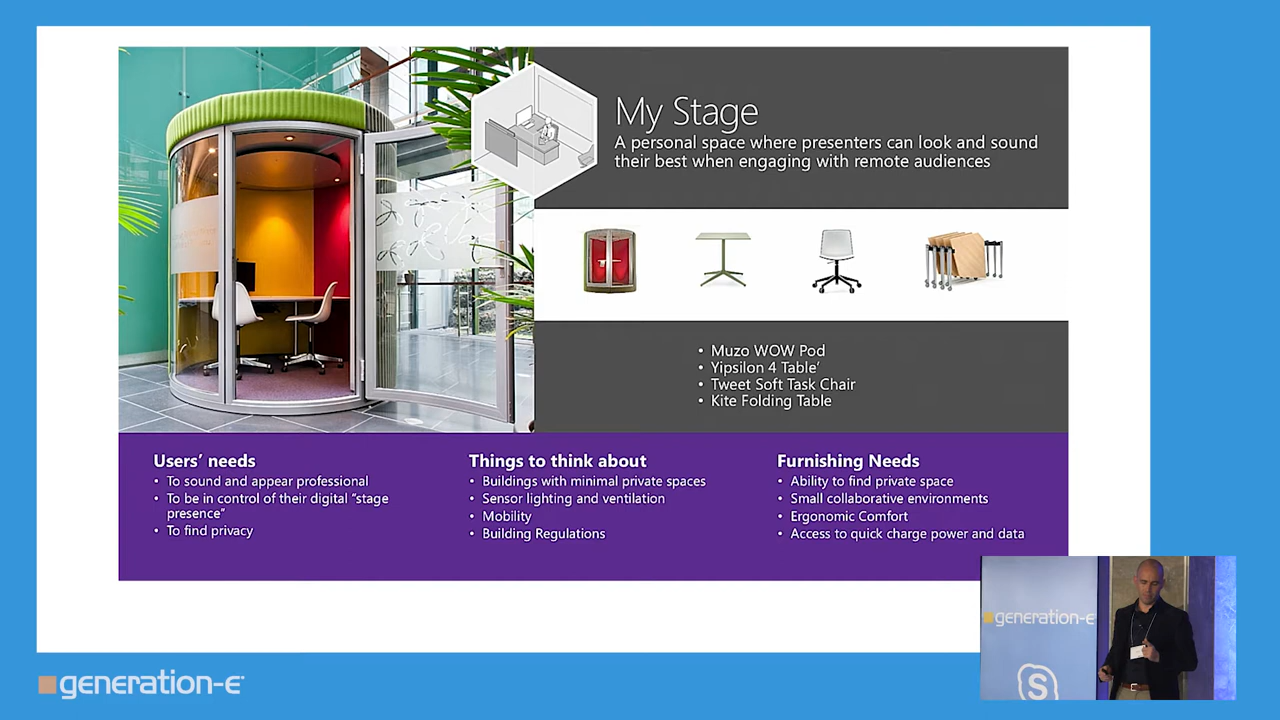 My Stage
A personal space where presenters can look and sound
their best when engaging with remote audiences
• Muzo WOW Pod
• Yipsilon 4 Table’
• Tweet Soft Task Chair
• Kite Folding Table
Users’ needs
• To sound and appear professional
• To be in control of their digital “stage
presence”
• To find privacy
Things to think about
• Buildings with minimal private spaces
• Sensor lighting and ventilation
• Mobility
• Building Regulations
Furnishing Needs
• Ability to find private space
• Small collaborative environments
• Ergonomic Comfort
• Access to quick charge power and data
generation-e
S
generation-e